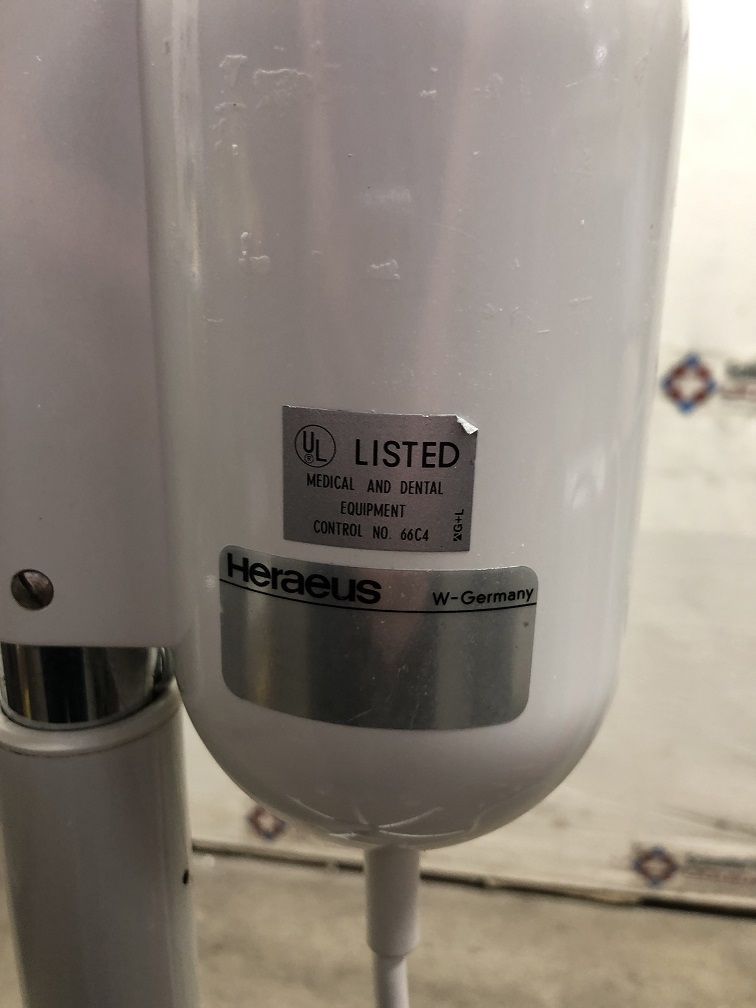 UL
®
LISTED
MEDICAL AND DENTAL
EQUIPMENT
CONTROL NO. 66C4
G+L
Heraeus
W-Germany